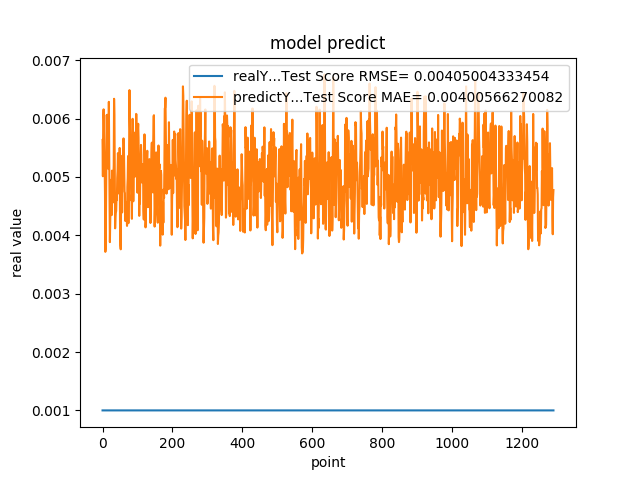 model predict
realY...Test Score RMSE= 0.00405004333454
predictY...Test Score MAE= 0.00400566270082
0.007
0.006
0.005
0.004
0.003
0.002
0.001
real value
0 200 400 600 800 1000 1200
point